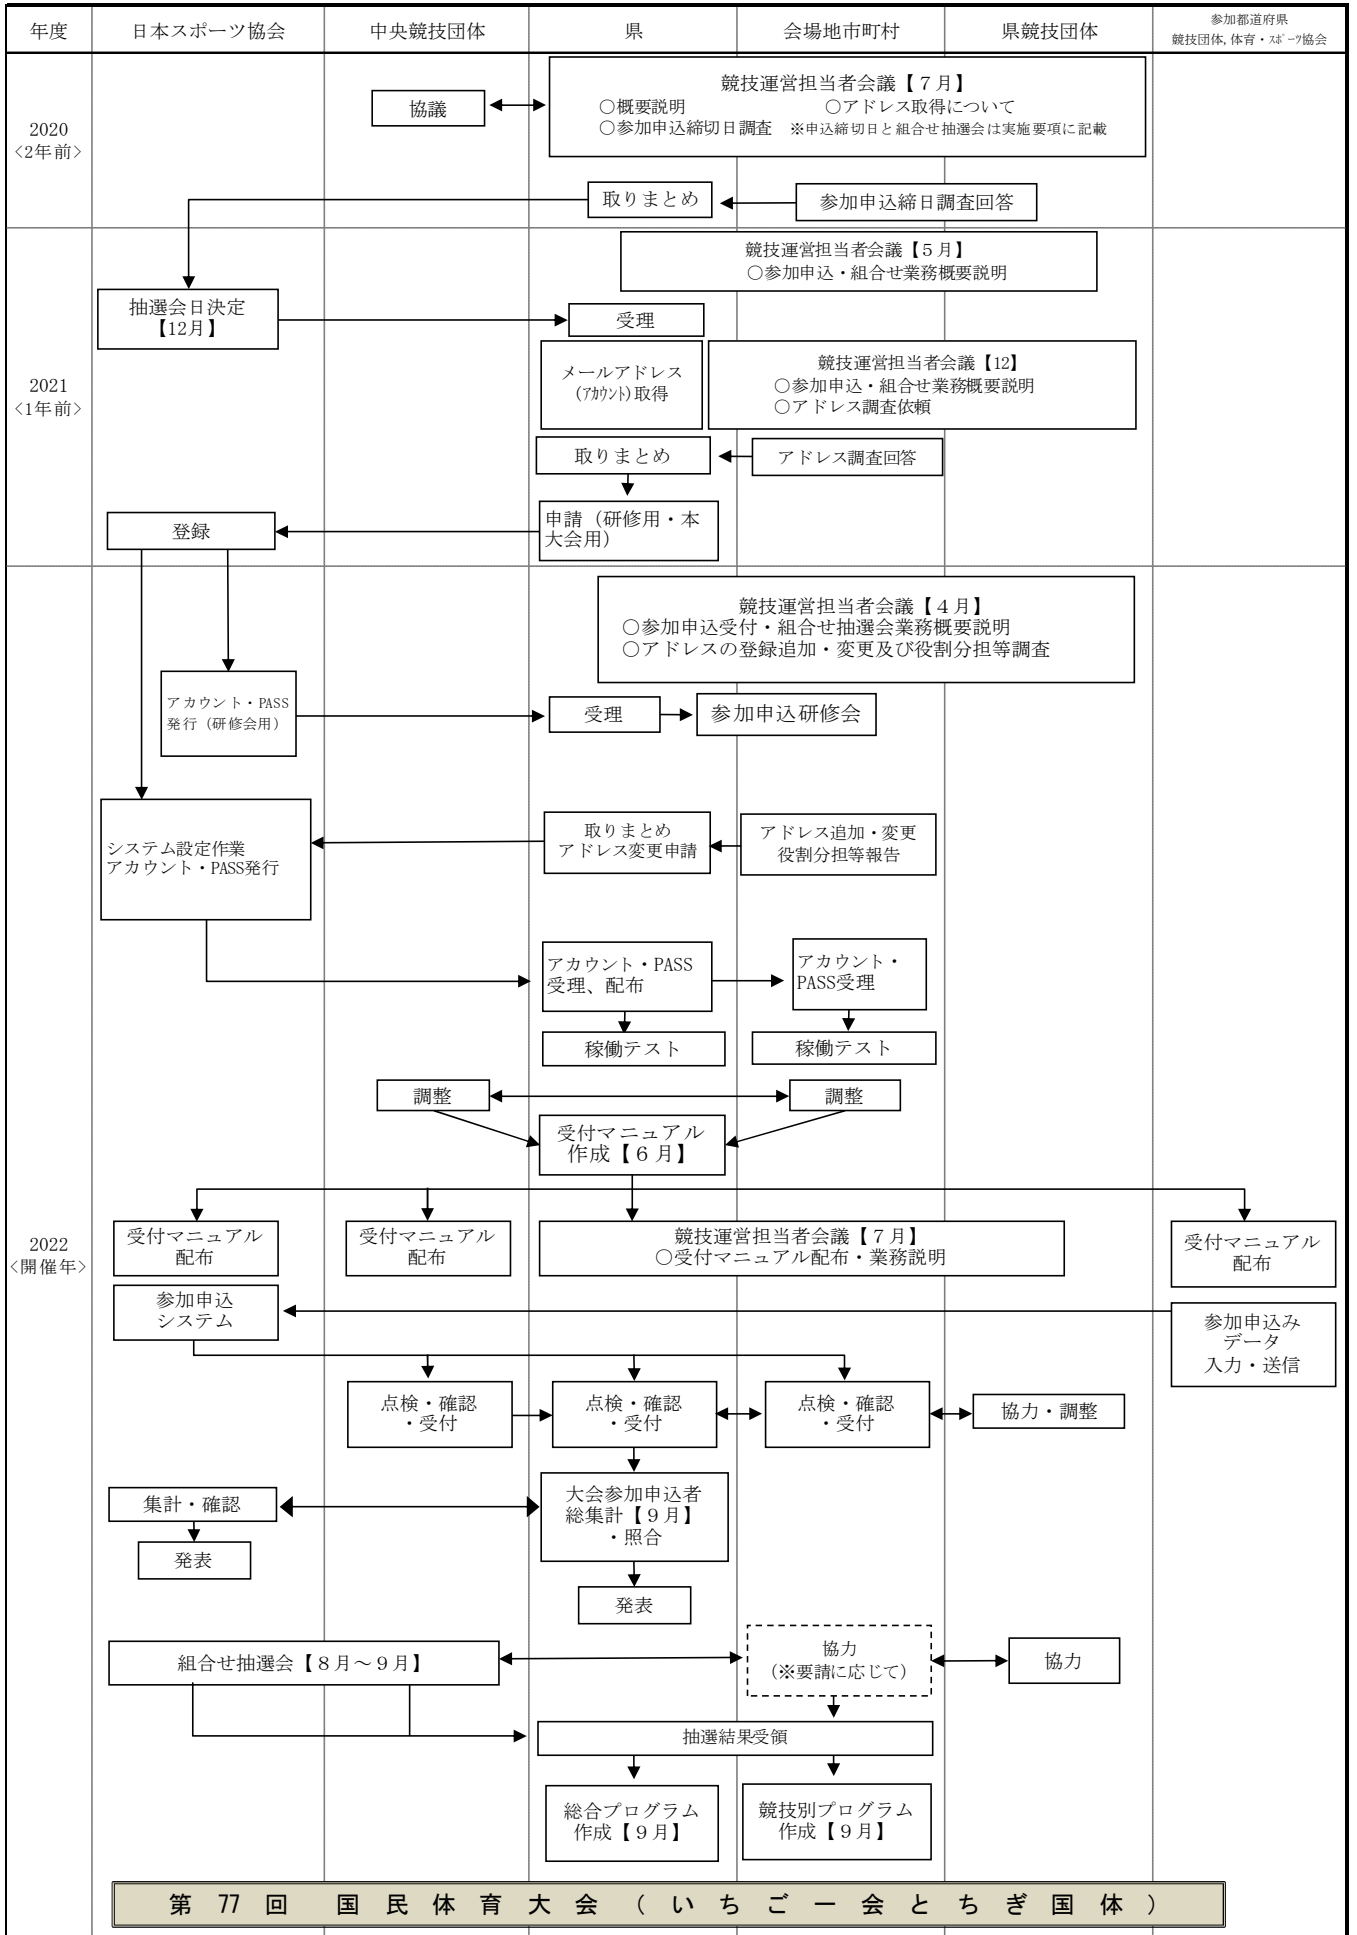 年度
日本スポーツ協会
中央競技団体
県
会場地市町村
県競技団体
参加都道府県
競技団体,体育・スポーツ協会
2020
<2年前>
協議
競技運営担当者会議【７月】
○概要説明 ○アドレス取得について
○参加申込締切日調査 ※申込締切日と組合せ抽選会は実施要項に記載
取りまとめ
参加申込締日調査回答
2021
<1年前>
競技運営担当者会議【５月】
○参加申込・組合せ業務概要説明
抽選会日決定
【12月】
受理
メールアドレス
(アカウント)取得
競技運営担当者会議【12】
○参加申込・組合せ業務概要説明
○アドレス調査依頼
取りまとめ
アドレス調査回答
登録
申請（研修用・本
大会用）
2022
<開催年>
競技運営担当者会議【４月】
○参加申込受付・組合せ抽選会業務概要説明
○アドレスの登録追加・変更及び役割分担等調査
アカウント・PASS
発行（研修会用）
受理
参加申込研修会
システム設定作業
アカウント・PASS発行
取りまとめ
アドレス変更申請
アドレス追加・変更
役割分担等報告
アカウント・PASS
受理、配布
アカウント・
PASS受理
稼働テスト
稼働テスト
調整
調整
受付マニュアル
作成【６月】
受付マニュアル
配布
受付マニュアル
配布
競技運営担当者会議【７月】
○受付マニュアル配布・業務説明
受付マニュアル
配布
参加申込
システム
参加申込み
データ
入力・送信
点検・確認
・受付
点検・確認
・受付
点検・確認
・受付
協力・調整
集計・確認
大会参加申込者
総集計【９月】
・照合
発表
発表
組合せ抽選会【８月～９月】
協力
（※要請に応じて）
協力
抽選結果受領
総合プログラム
作成【９月】
競技別プログラム
作成【９月】
第77回 国民体育大会（いちご一会とちぎ国体）